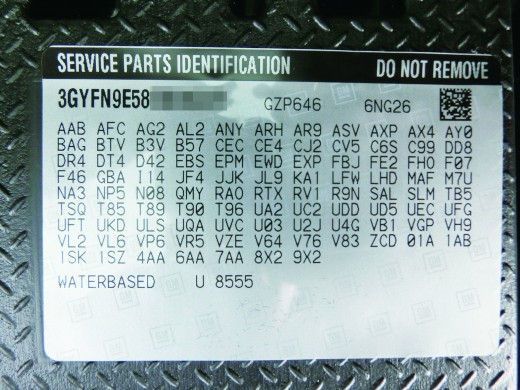 SERVICE PARTS IDENTIFICATION DO NOT REMOVE
3GYFN9E58 GZP646 6NG26
AAB AFC AG2 AL2 ANY ARH AR9 ASV AXP AX4 AY0
BAG BTV B3V B57 CEC CE4 CJ2 CV5 C6S C99 DD8
DR4 DT4 D42 EBS EPM EWD EXP FBJ FE2 FHO F07
F46 GBA I14 JF4 JJK JL9 KA1 LFW LHD MAF M7U
NA3 NP5 N08 QMY RAO RTX RV1 R9N SAL SLM TB5
TSQ T85 T89 T90 T96 UA2 UC2 UDD UD5 UEC UFG
UFT UKD ULS UQA UVC U03 U2J U4G VB1 VGP VH9
VL2 VL6 VP6 VR5 VZE V64 V76 V83 ZCD 01A 1AB
1SK 1SZ 4AA 6AA 7AA 8X2 9X2
WATERBASED U 8555